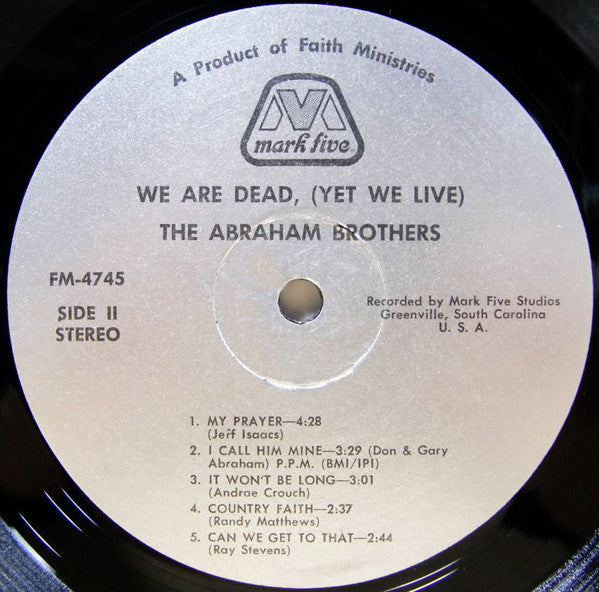 A Product of Faith Ministries
mark five
WE ARE DEAD, (YET WE LIVE)
THE ABRAHAM BROTHERS
FM-4745
SIDE II
STEREO
Recorded by Mark Five Studios
Greenville, South Carolina
U. S. A.
1. MY PRAYER—4:28
(Jeff Isaacs)
2. I CALL HIM MINE—3:29 (Don & Gary
Abraham) P.P.M. (BMI/IPI)
3. IT WON'T BE LONG—3:01
(Andrae Crouch)
4. COUNTRY FAITH—2:37
(Randy Matthews)
5. CAN WE GET TO THAT—2:44
(Ray Stevens)